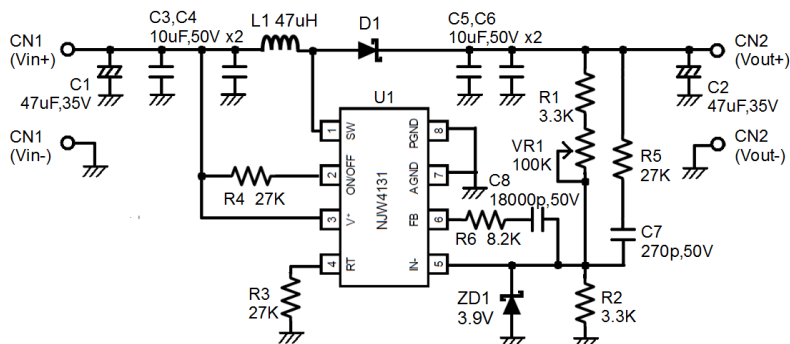 CN1
(Vin+)
C1
47uF,35V
C3,C4
10uF,50V x2
L1 47uH
D1
C5,C6
10uF,50V x2
CN2
(Vout+)
C2
47uF,35V
CN1
(Vin-)
CN2
(Vout-)
R1
3.3K
VR1
100K
R5
27K
C7
270p,50V
U1
NJW4131
1 SW
2 ON/OFF
3 V+
4 RT
PGND 8
AGND 7
FB 6
IN- 5
R4 27K
R3
27K
C8
18000p,50V
R6 8.2K
ZD1
3.9V
R2
3.3K